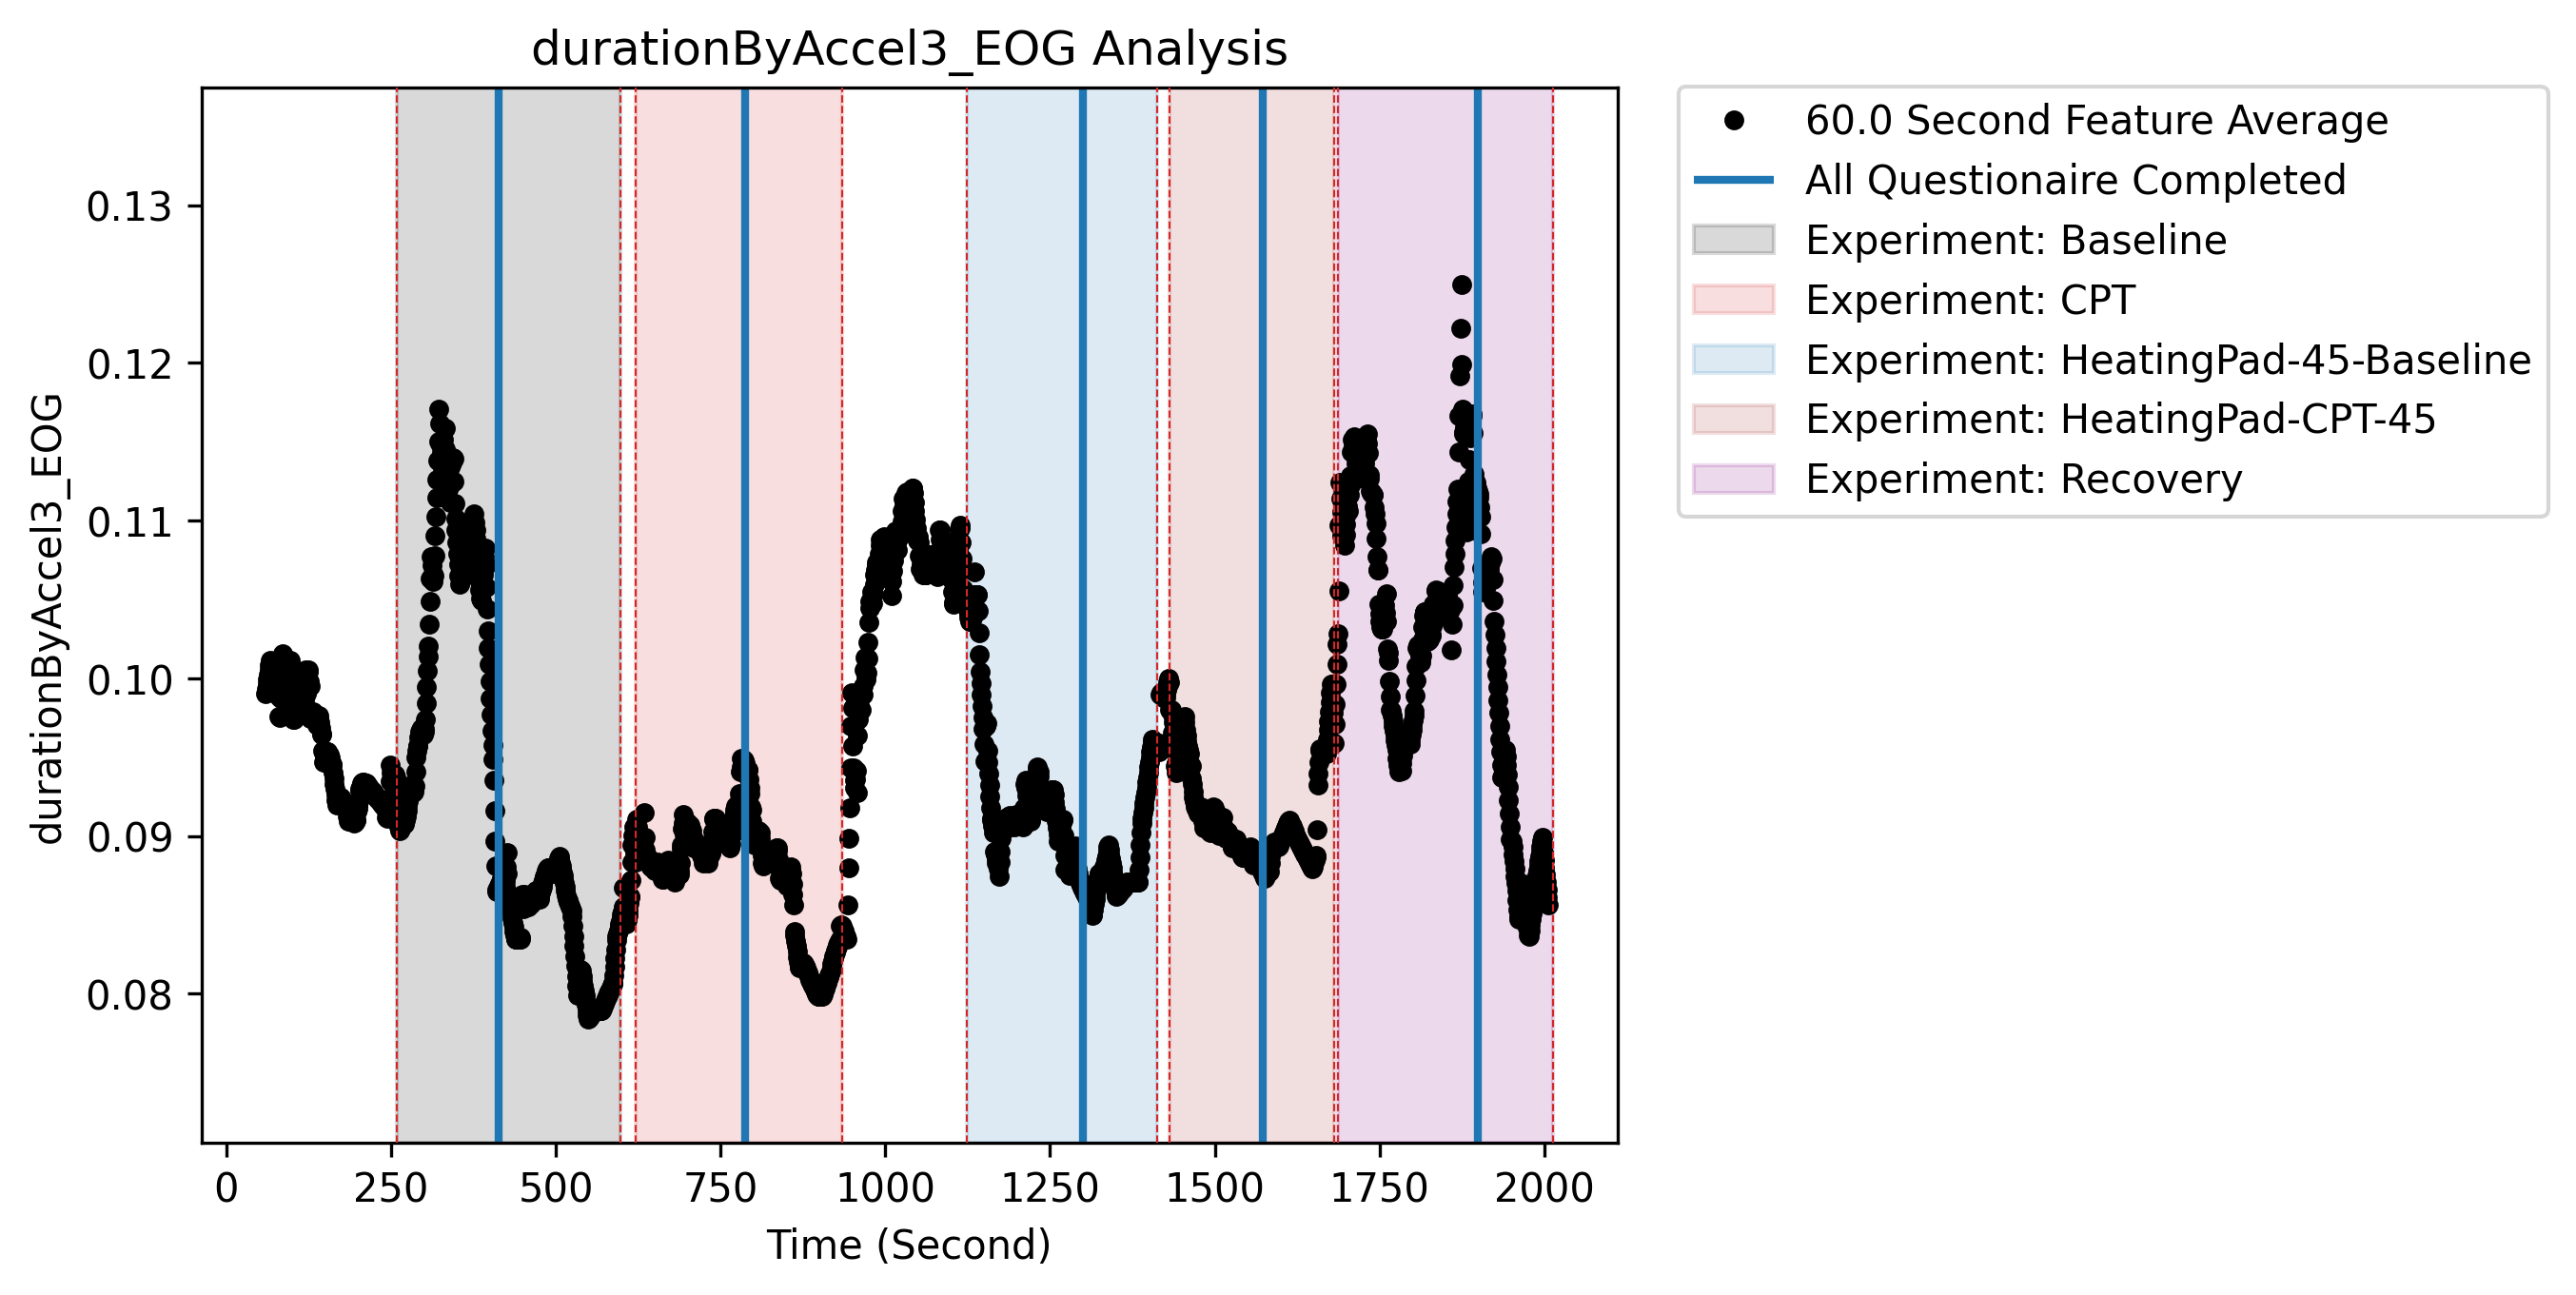 durationByAccel3_EOG Analysis
durationByAccel3_EOG
0.13
0.12
0.11
0.10
0.09
0.08
0 250 500 750 1000 1250 1500 1750 2000
Time (Second)
60.0 Second Feature Average
All Questionaire Completed
Experiment: Baseline
Experiment: CPT
Experiment: HeatingPad-45-Baseline
Experiment: HeatingPad-CPT-45
Experiment: Recovery